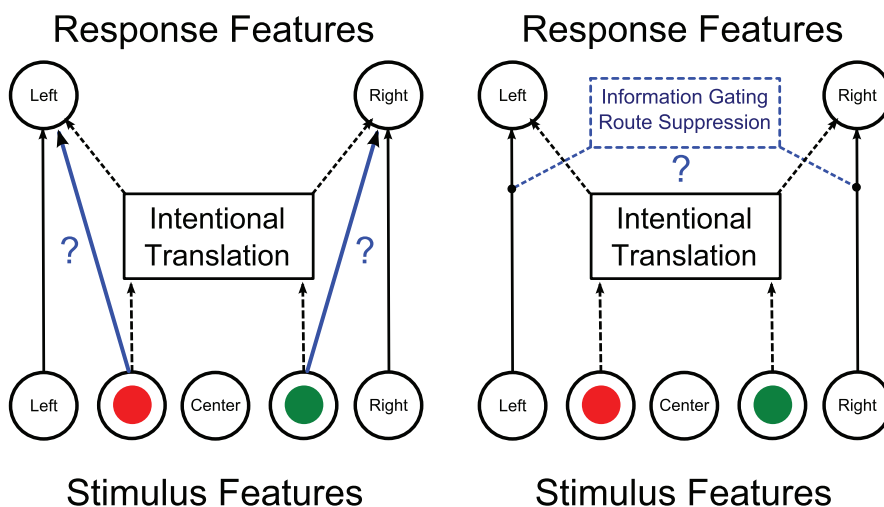 Response Features
Left
Right
Intentional
Translation
?
?
Left
Center
Right
Stimulus Features
Response Features
Left
Information Gating
Route Suppression
Right
?
Intentional
Translation
Left
Center
Right
Stimulus Features